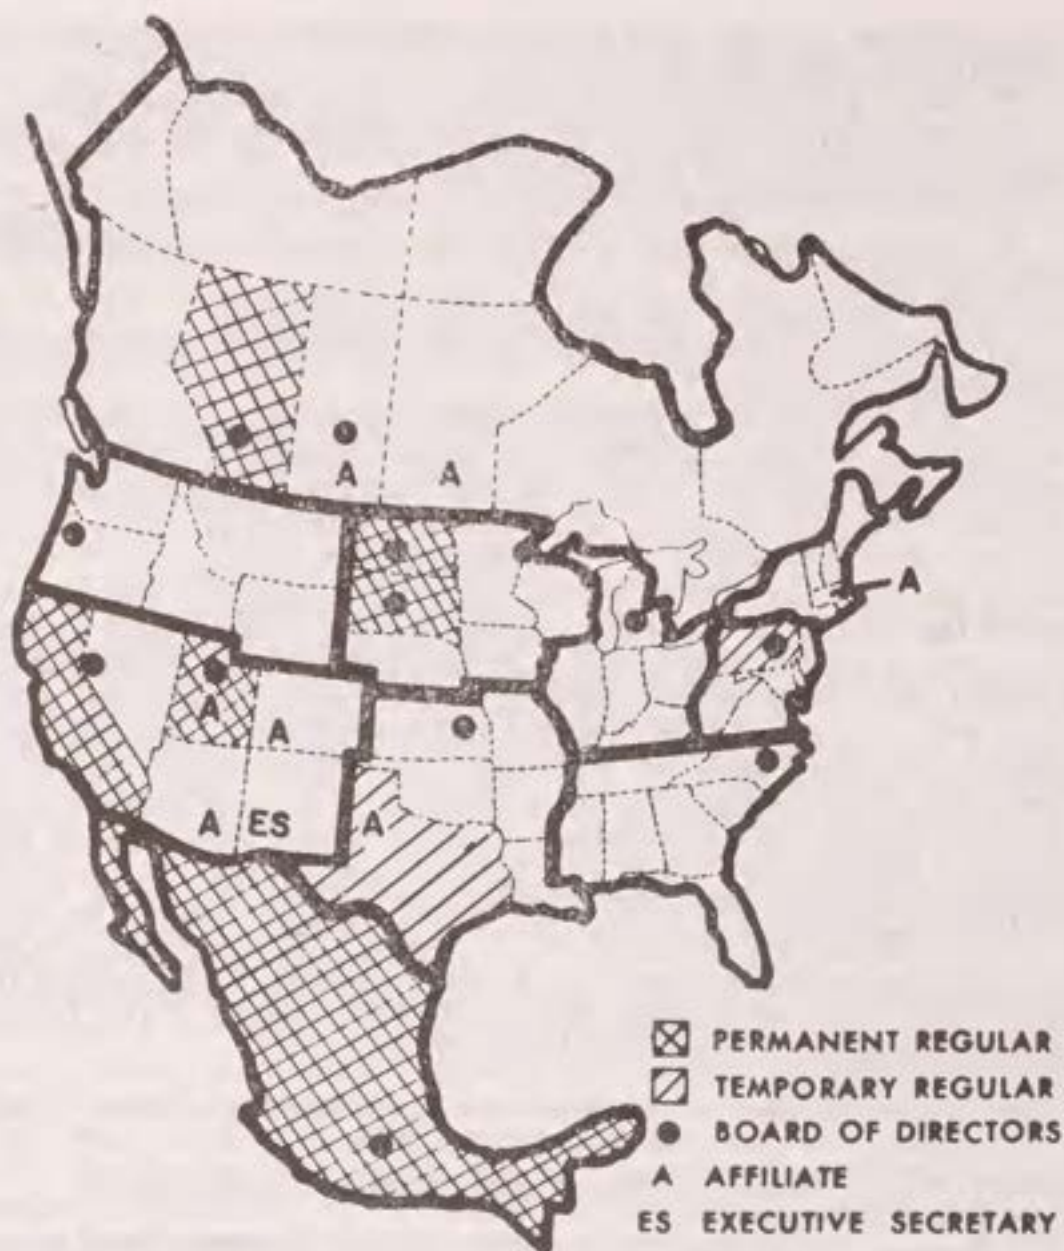 A
A
A
A
A
A
ES
A
PERMANENT REGULAR
TEMPORARY REGULAR
BOARD OF DIRECTORS
A AFFILIATE
ES EXECUTIVE SECRETARY